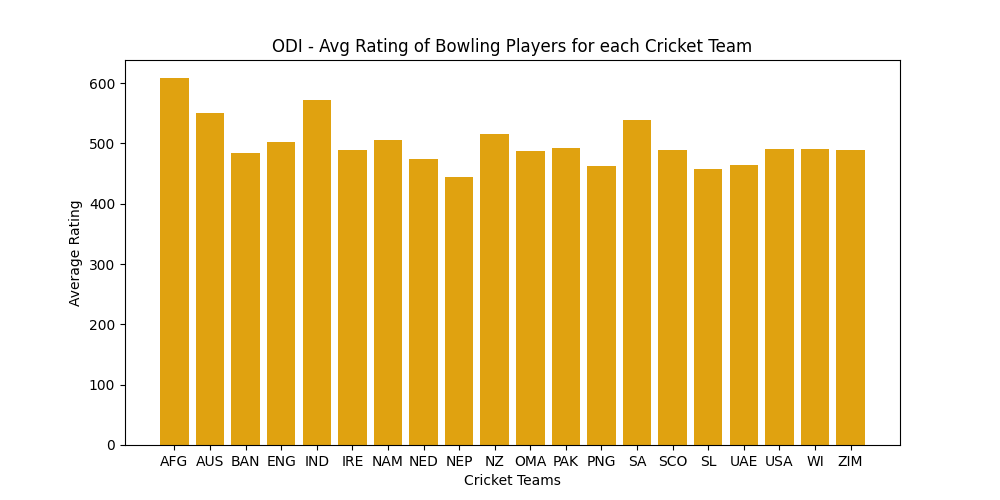 ODI - Avg Rating of Bowling Players for each Cricket Team
600
500
400
300
200
100
0
Average Rating
AFG AUS BAN ENG IND IRE NAM NED NEP NZ OMA PAK PNG SA SCO SL UAE USA WI ZIM
Cricket Teams